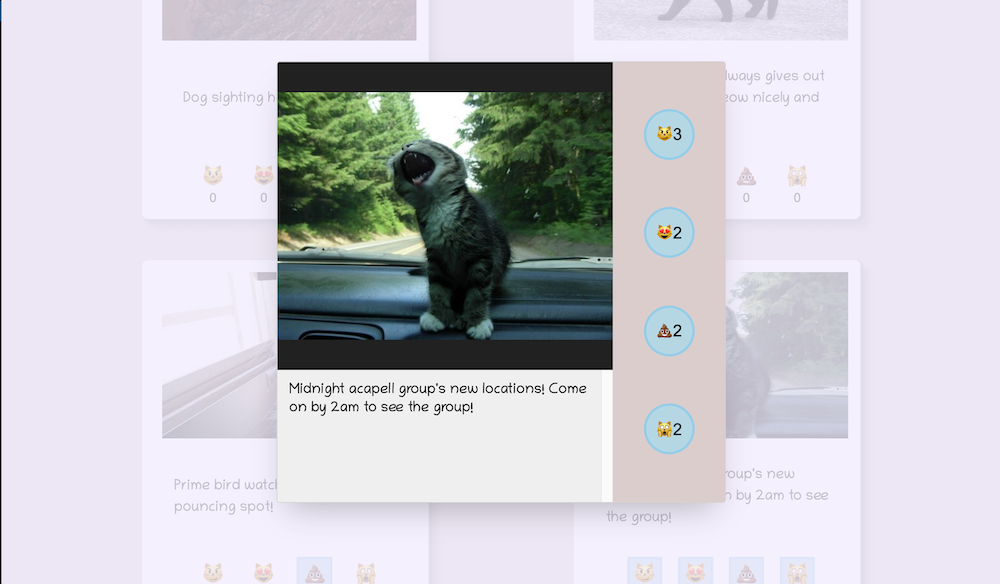 Dog sighting h
lways gives out
eow nicely and
0
0
0
0
3
2
2
2
Midnight acapell group's new locations! Come
on by 2am to see the group!
Prime bird watc
pouncing spot!
roup's new
n by 2am to see
the group!